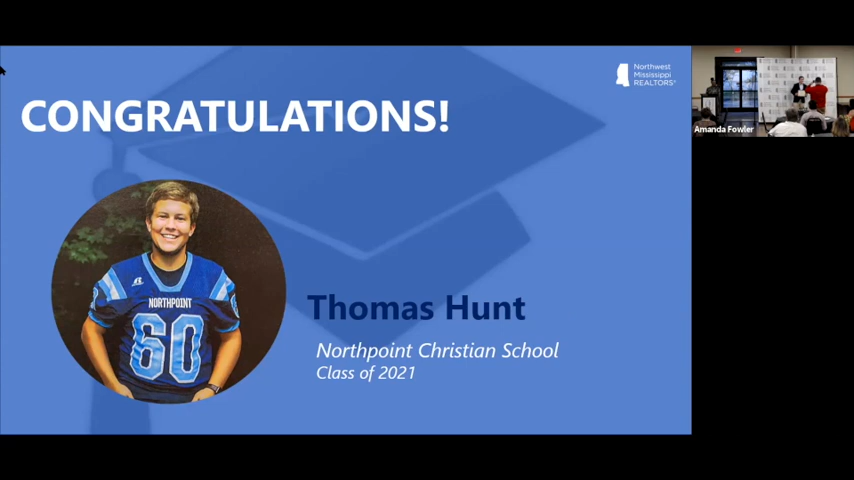 CONGRATULATIONS!
Northwest
Mississippi
REALTORS®
Amanda Fowler
NORTHPOINT
60
Thomas Hunt
Northpoint Christian School
Class of 2021